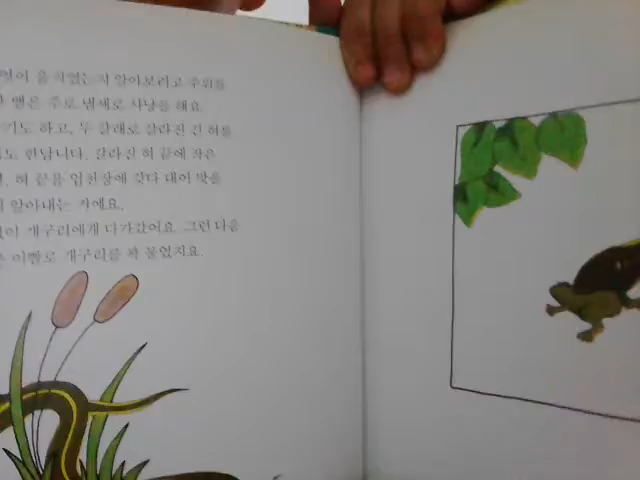 움직였는지 알아보려고 주위를
뱀은 주로 냄새로 사냥을 해요.
기도 하고, 두 갈래로 갈라진 긴 혀를
도 한답니다. 갈라진 혀 끝에 작은
혀 끝을 입천장에 갖다 대어 맛을
알아내는 거예요.
없이 개구리에게 다가갔어요. 그런 다음
이빨로 개구리를 꽉 물었지요.